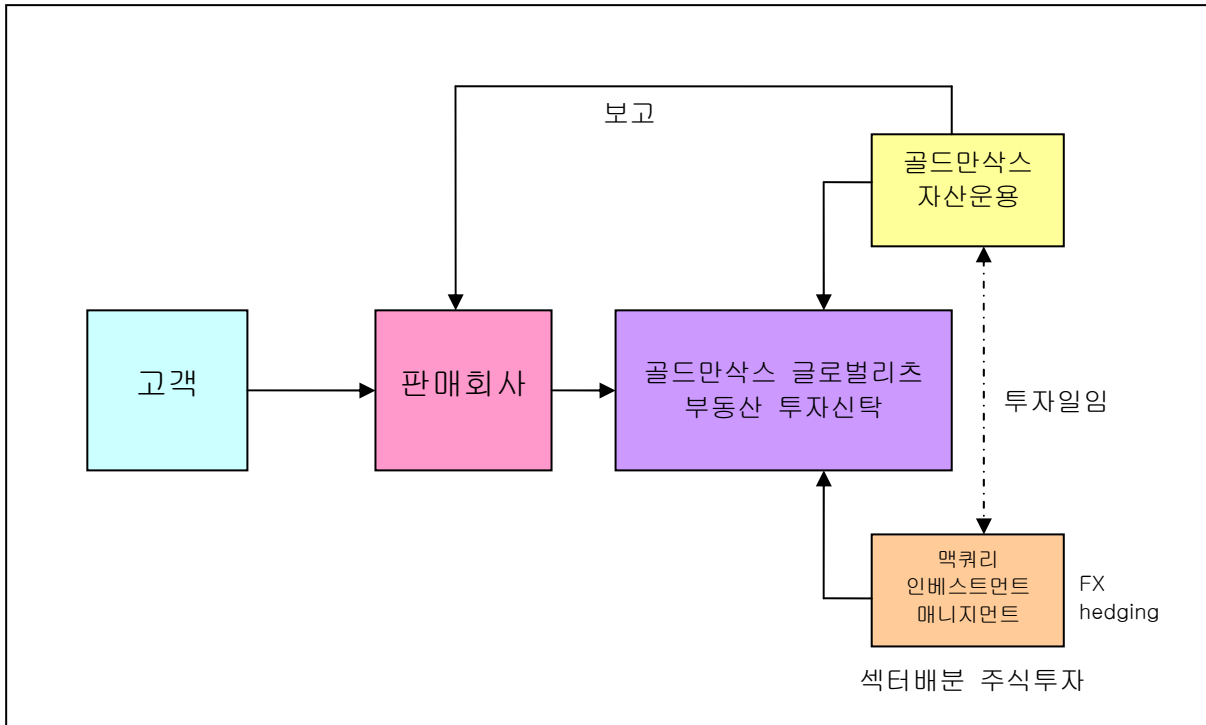 보고
골드만삭스
자산운용
고객
판매회사
골드만삭스 글로벌리츠
부동산 투자신탁
투자일임
맥쿼리
인베스트먼트
매니지먼트
FX
hedging
섹터배분 주식투자